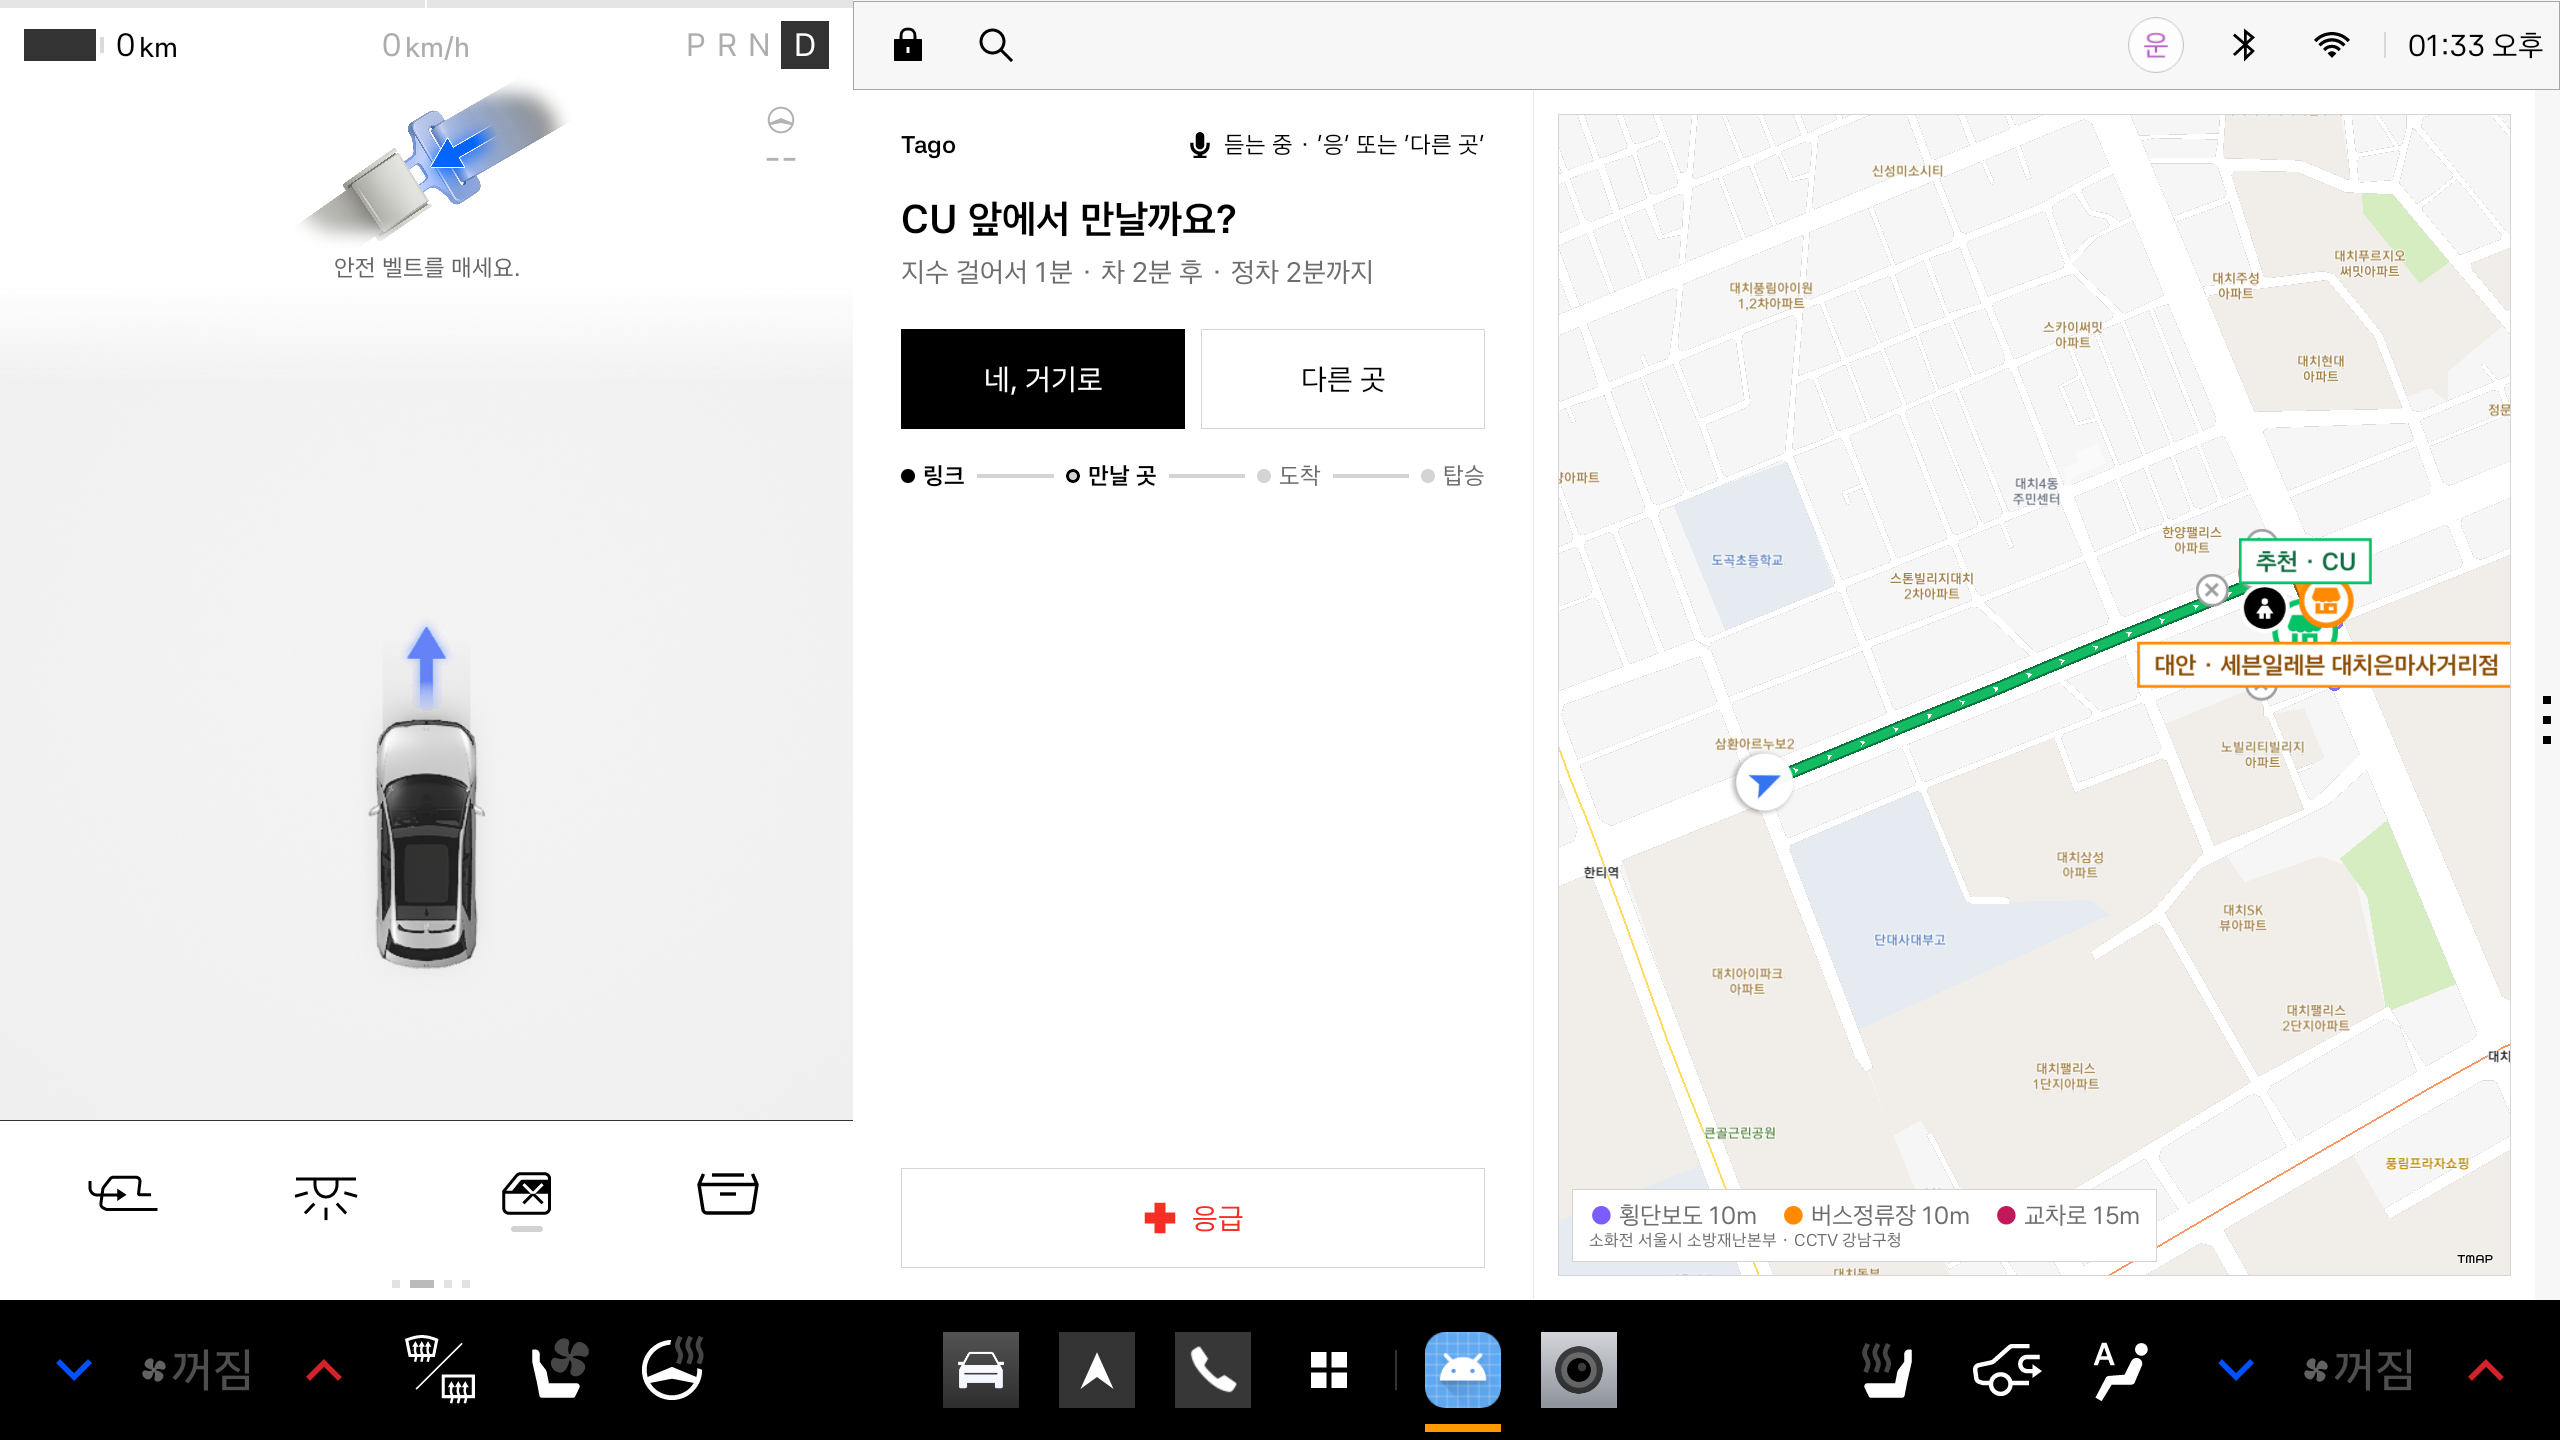 0 km
0 km/h
P R N D
안전 벨트를 매세요.
운
01:33 오후
Tago
듣는 중 · '응' 또는 '다른 곳'
CU 앞에서 만날까요?
지수 걸어서 1분 · 차 2분 후 · 정차 2분까지
네, 거기로
다른 곳
링크
만날 곳
도착
탑승
응급
신성미소시티
대치푸르지오
써밋아파트
대치주성
아파트
대치풍림아이원
1,2차아파트
스카이써밋
아파트
대치현대
아파트
정문
아파트
대치4동
주민센터
한양팰리스
아파트
추천 · CU
도곡초등학교
스톤빌리지대치
2차아파트
대안 · 세븐일레븐 대치은마사거리점
삼환아르누보2
노빌리티빌리지
아파트
한티역
대치삼성
아파트
대치SK
뷰아파트
단대사대부고
대치아이파크
아파트
대치팰리스
2단지아파트
대치
대치팰리스
1단지아파트
큰골근린공원
풍림프라자쇼핑
횡단보도 10m
버스정류장 10m
교차로 15m
소화전 서울시 소방재난본부 · CCTV 강남구청
TMAP
꺼짐
A
꺼짐